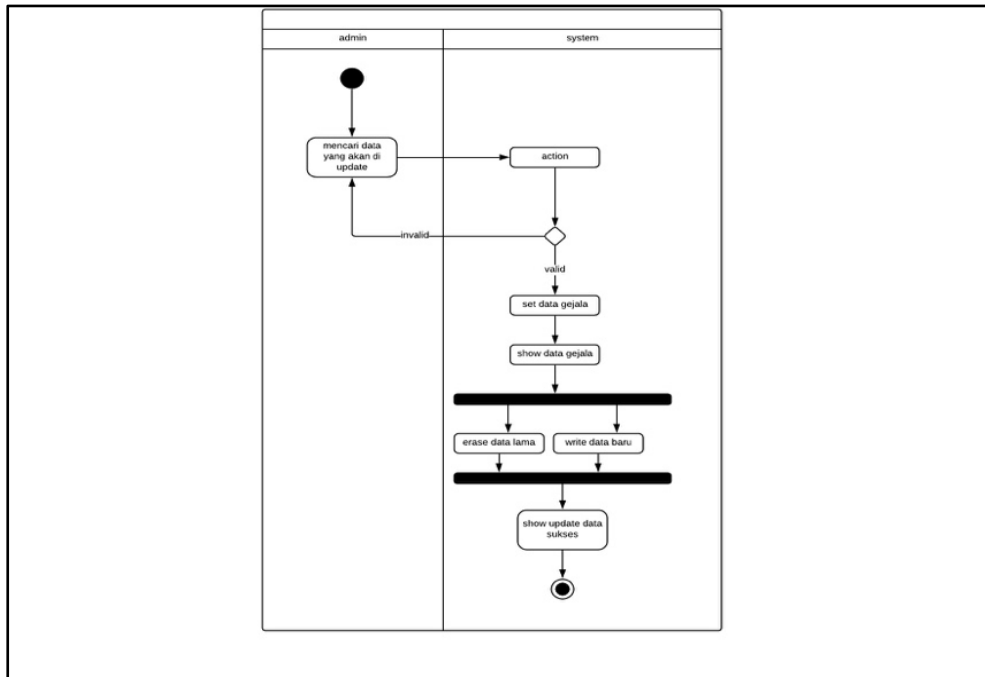 admin
system
mencari data
yang akan di
update
action
invalid
valid
set data gejala
show data gejala
erase data lama
write data baru
show update data
sukses